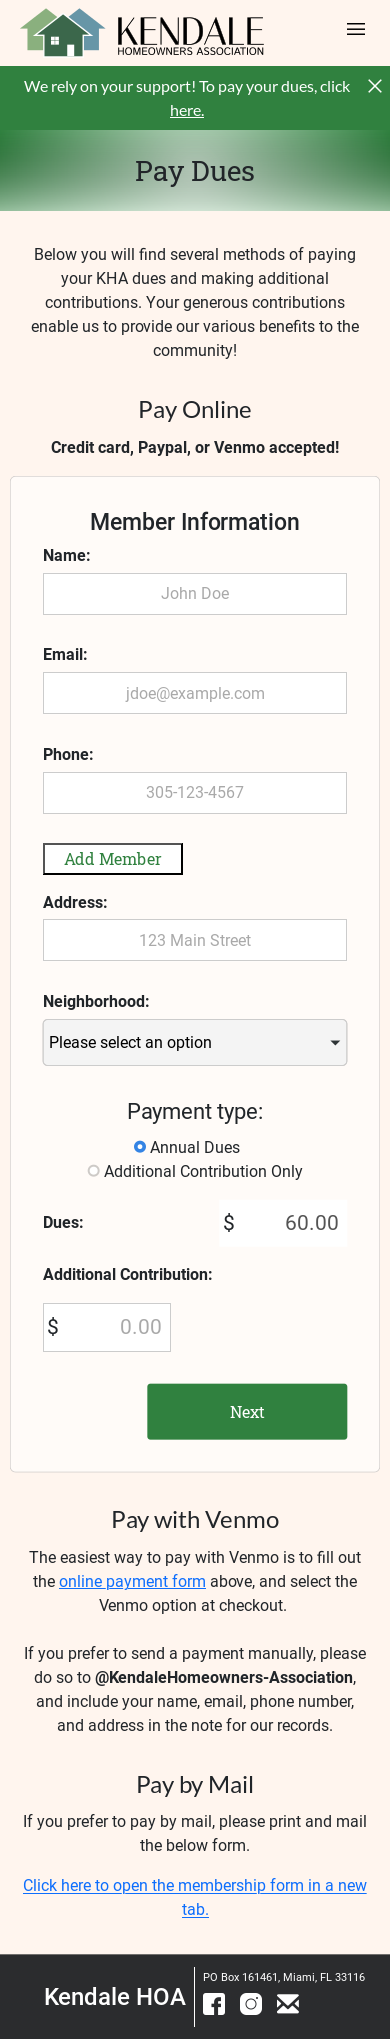 KENDALE
HOMEOWNERS ASSOCIATION
We rely on your support! To pay your dues, click
here.
Pay Dues
Below you will find several methods of paying
your KHA dues and making additional
contributions. Your generous contributions
enable us to provide our various benefits to the
community!
Pay Online
Credit card, Paypal, or Venmo accepted!
Member Information
Name:
John Doe
Email:
jdoe@example.com
Phone:
305-123-4567
Add Member
Address:
123 Main Street
Neighborhood:
Please select an option
Payment type:
Annual Dues
Additional Contribution Only
Dues: $ 60.00
Additional Contribution:
$ 0.00
Next
Pay with Venmo
The easiest way to pay with Venmo is to fill out
the online payment form above, and select the
Venmo option at checkout.
If you prefer to send a payment manually, please
do so to @KendaleHomeowners-Association,
and include your name, email, phone number,
and address in the note for our records.
Pay by Mail
If you prefer to pay by mail, please print and mail
the below form.
Click here to open the membership form in a new
tab.
Kendale HOA
PO Box 161461, Miami, FL 33116